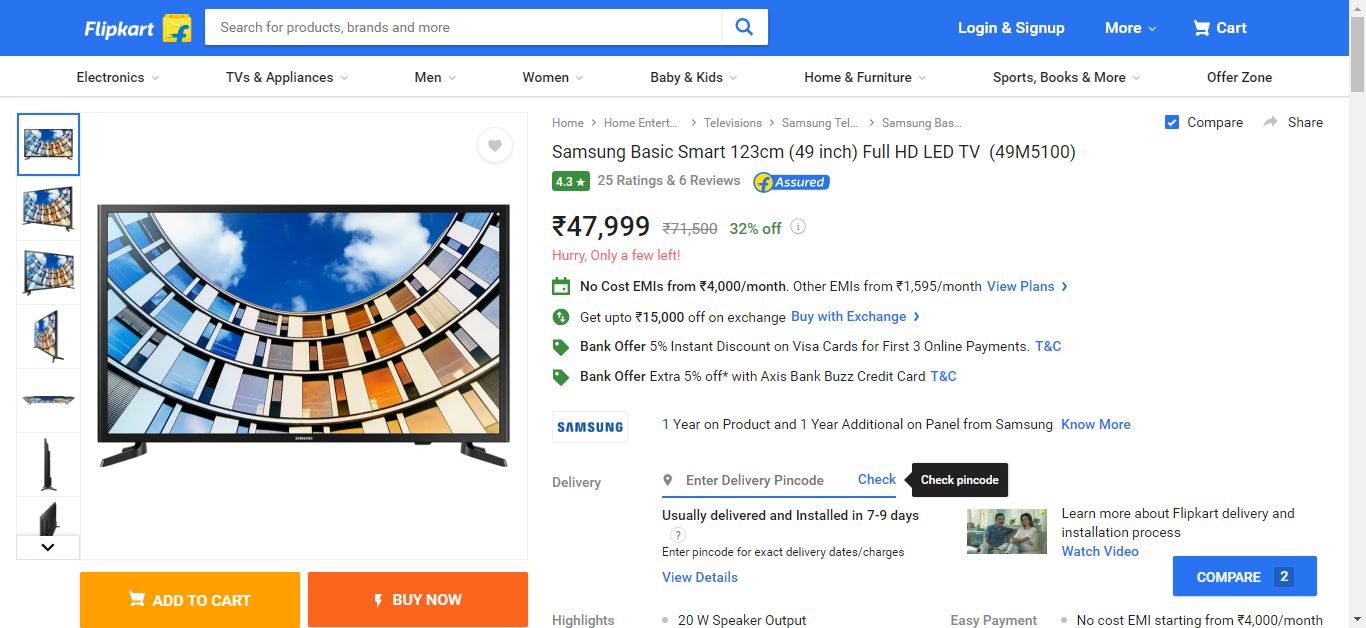 Flipkart
Search for products, brands and more
Login & Signup
More
Cart
Electronics
TVs & Appliances
Men
Women
Baby & Kids
Home & Furniture
Sports, Books & More
Offer Zone
Home
Home Entert...
Televisions
Samsung Tel...
Samsung Bas...
Compare
Share
Samsung Basic Smart 123cm (49 inch) Full HD LED TV (49M5100)
4.3 ★
25 Ratings & 6 Reviews
Assured
₹47,999 ₹71,500 32% off
Hurry, Only a few left!
No Cost EMIs from ₹4,000/month. Other EMIs from ₹1,595/month View Plans
Get upto ₹15,000 off on exchange Buy with Exchange
Bank Offer 5% Instant Discount on Visa Cards for First 3 Online Payments. T&C
Bank Offer Extra 5% off* with Axis Bank Buzz Credit Card T&C
SAMSUNG
SAMSUNG
1 Year on Product and 1 Year Additional on Panel from Samsung Know More
Delivery
Enter Delivery Pincode
Check
Check pincode
Usually delivered and Installed in 7-9 days
?
Enter pincode for exact delivery dates/charges
View Details
Learn more about Flipkart delivery and
installation process
Watch Video
COMPARE 2
ADD TO CART
BUY NOW
Highlights
20 W Speaker Output
Easy Payment
No cost EMI starting from ₹4,000/month